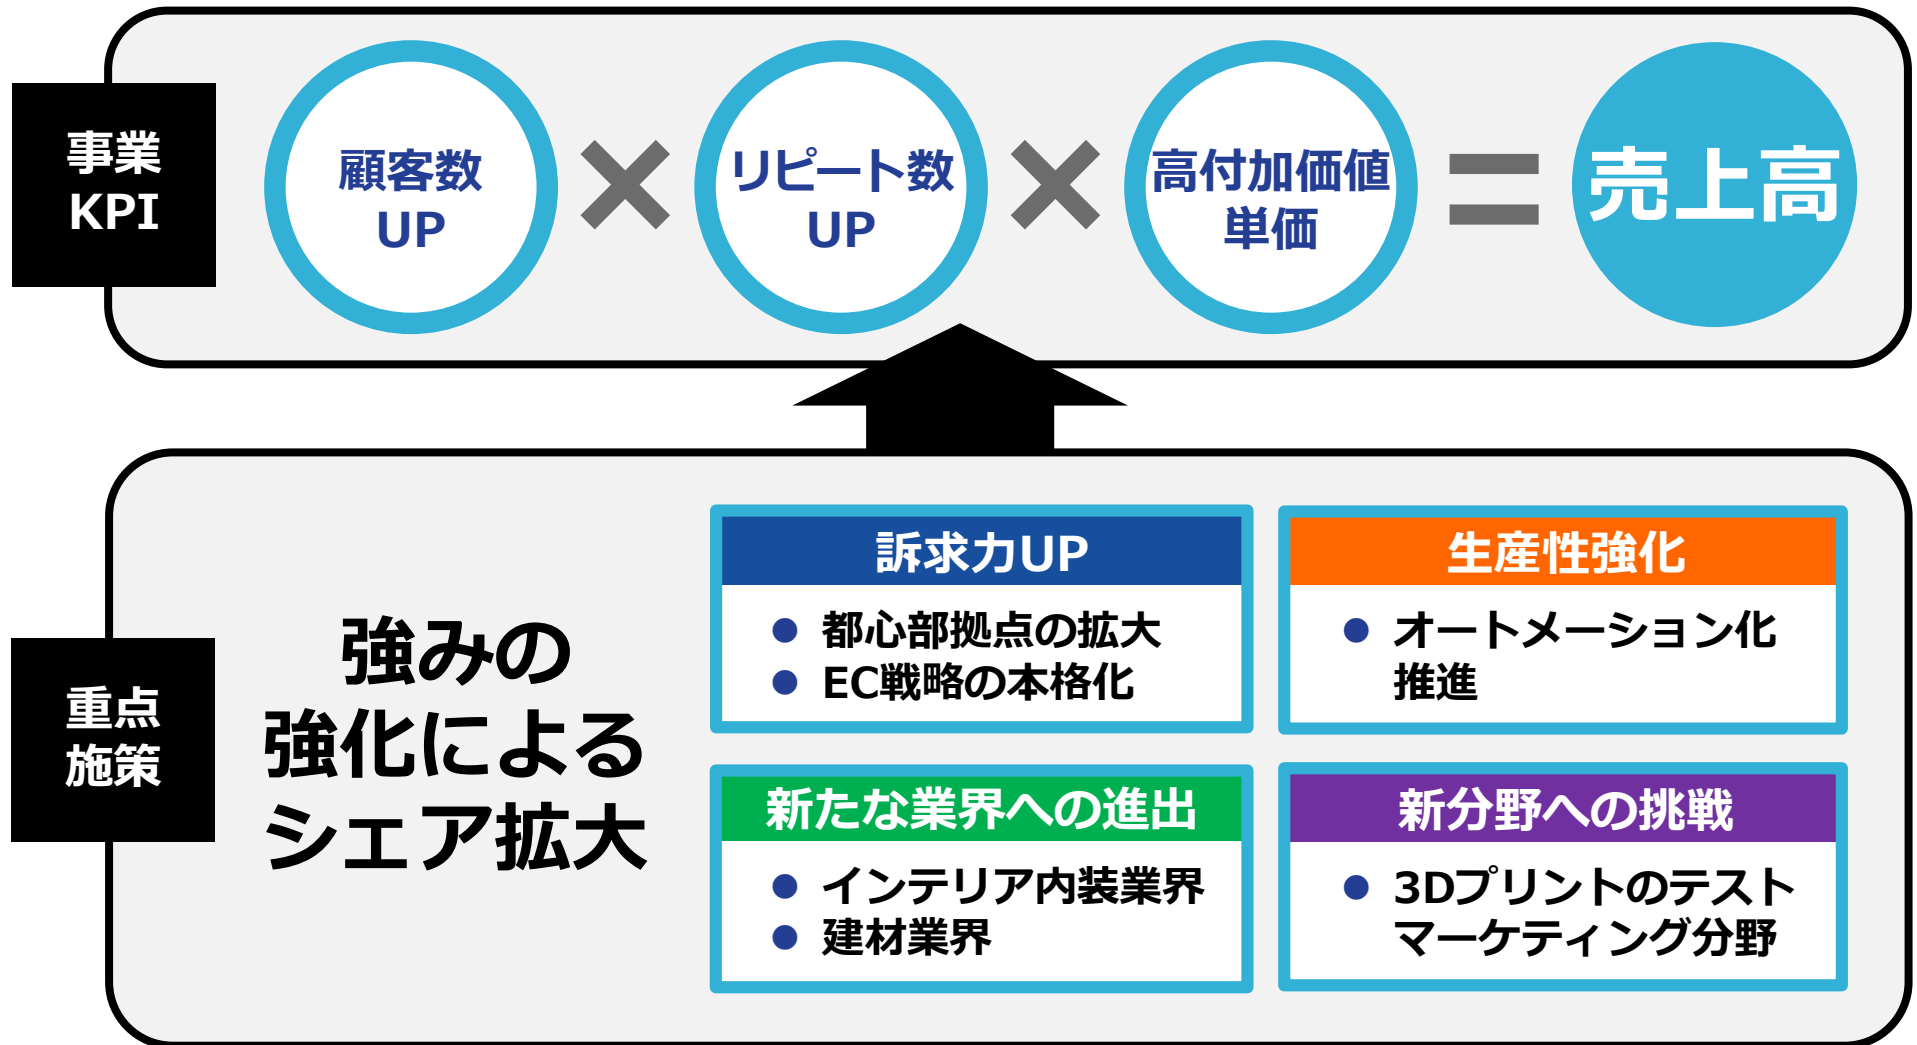 事業
KPI
顧客数
UP
×
リピート数
UP
×
高付加価値
単価
=
売上高
重点
施策
強みの
強化による
シェア拡大
訴求力UP
● 都心部拠点の拡大
● EC戦略の本格化
生産性強化
● オートメーション化
推進
新たな業界への進出
● インテリア内装業界
● 建材業界
新分野への挑戦
● 3Dプリントのテスト
マーケティング分野